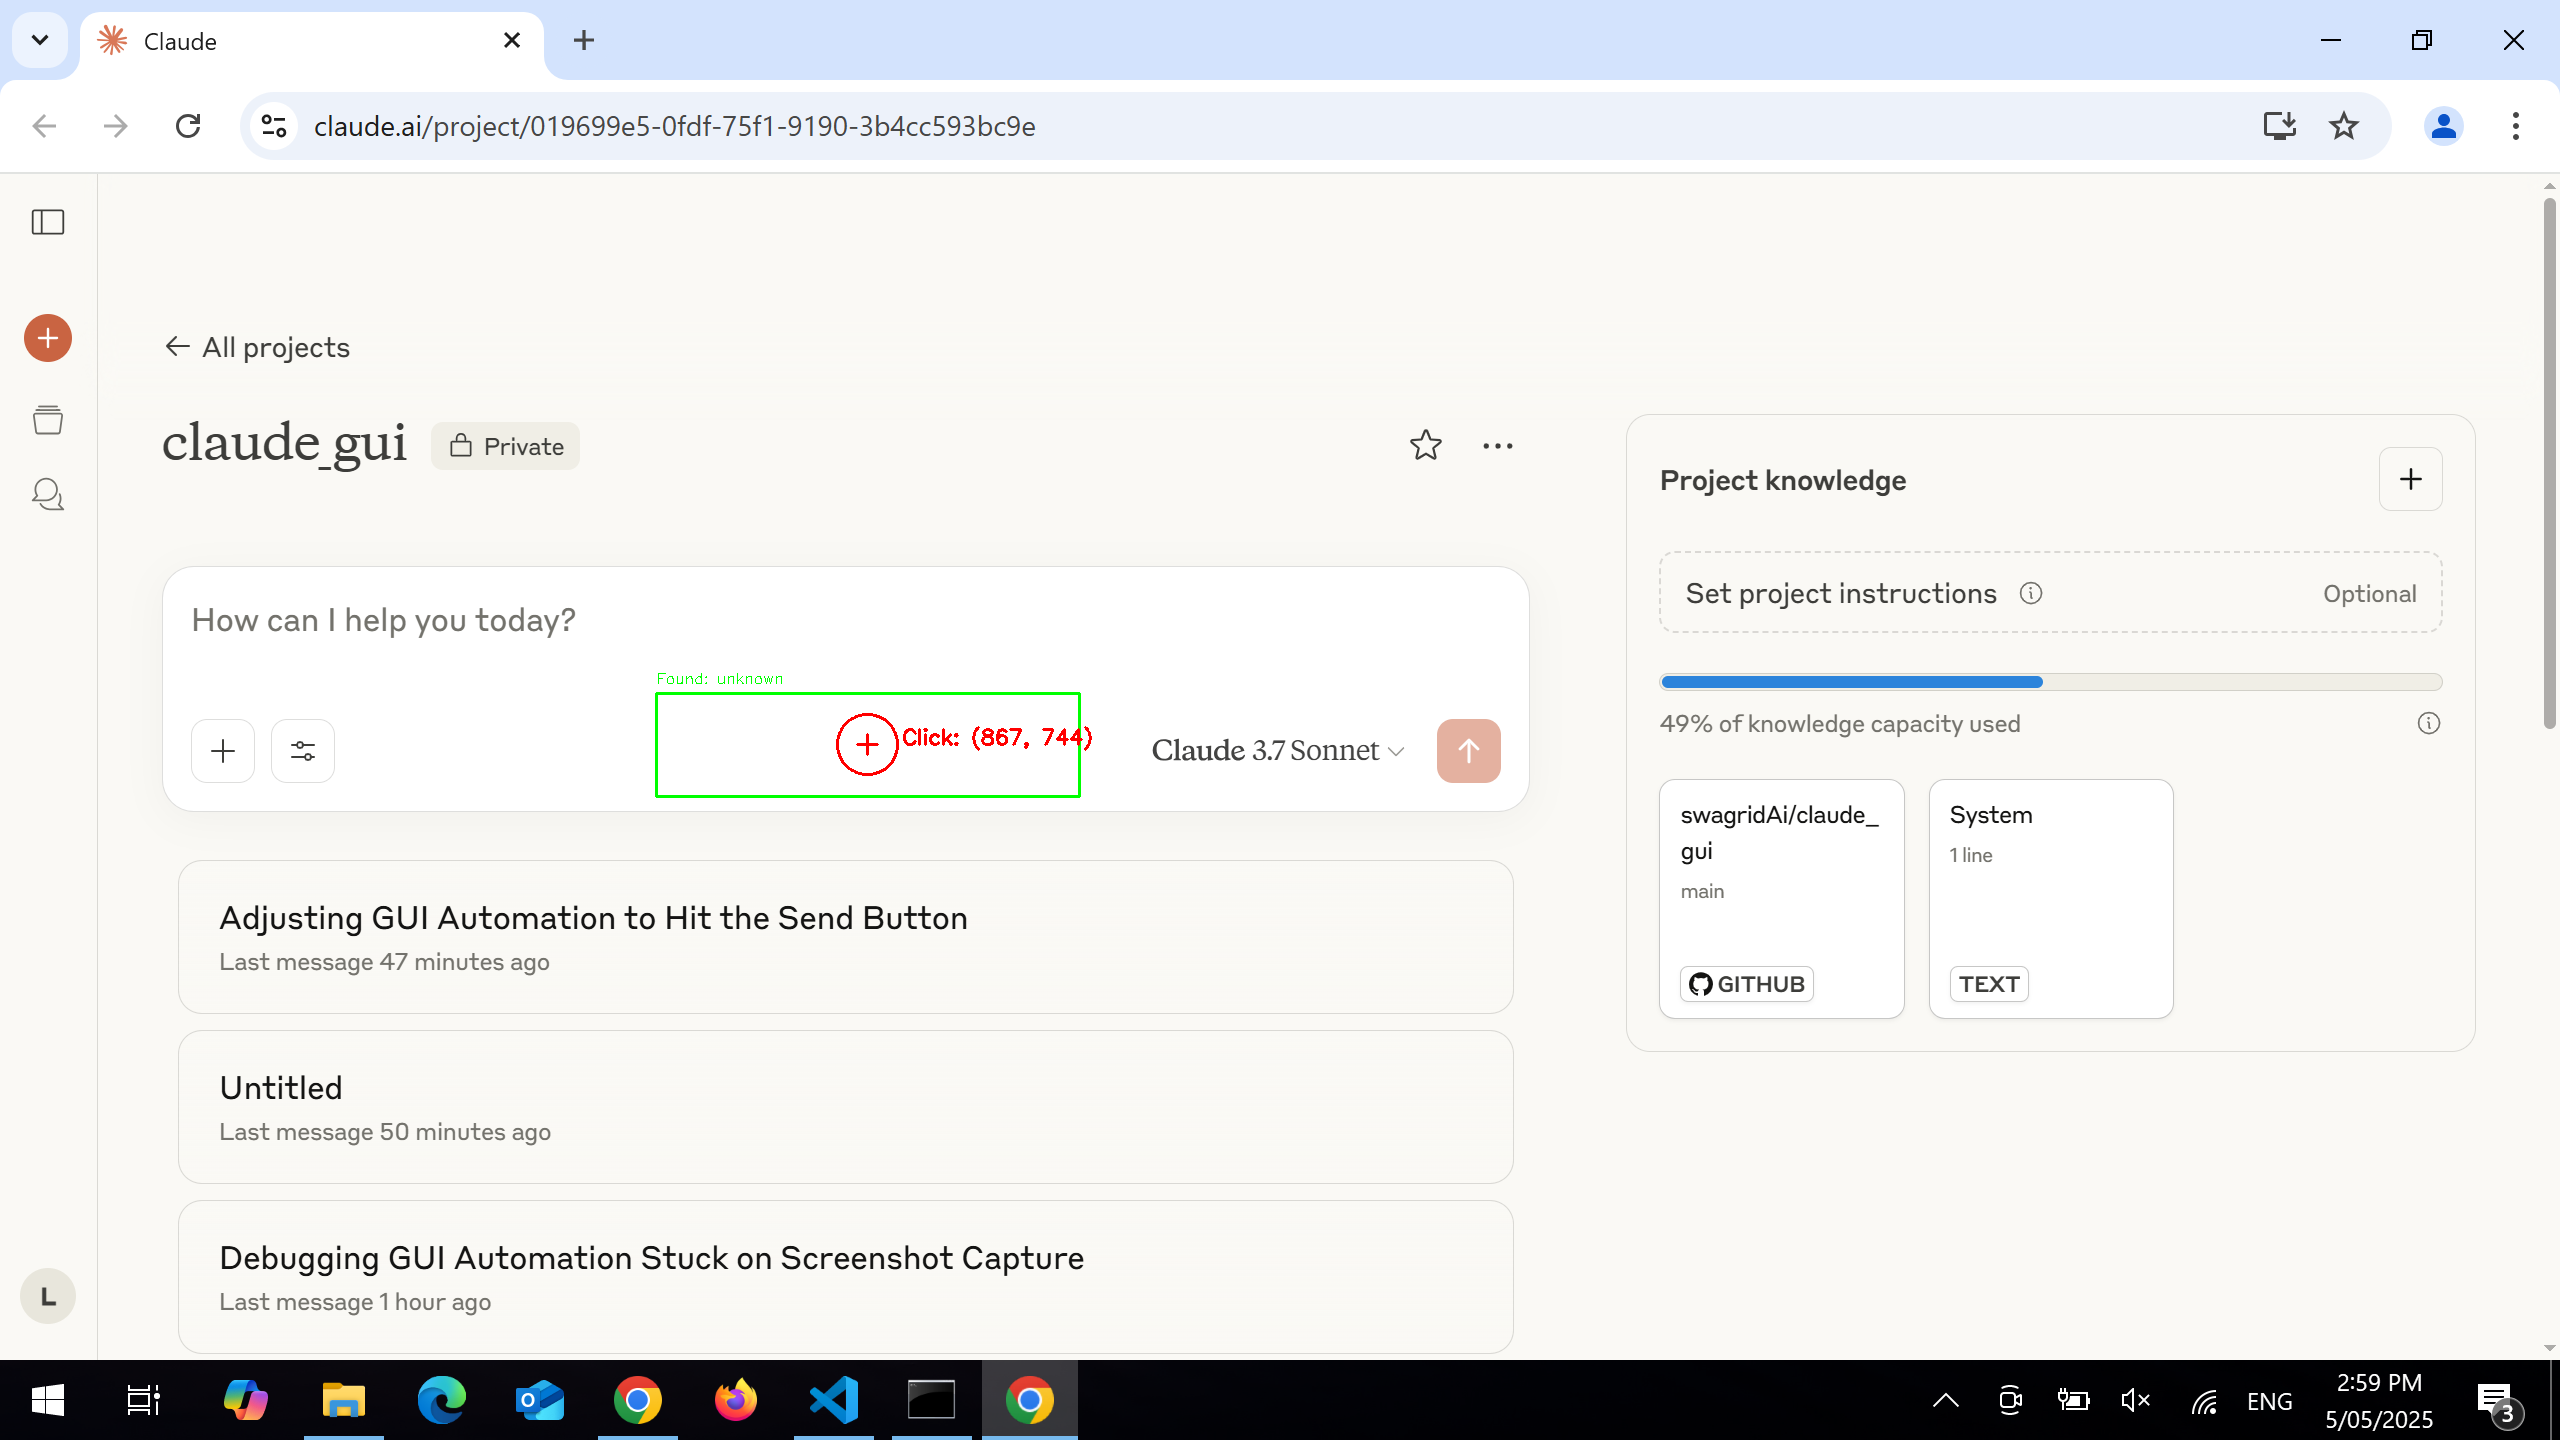 Claude
claude.ai/project/019699e5-0fdf-75f1-9190-3b4cc593bc9e
All projects
claude_gui
Private
Project knowledge
Set project instructions
Optional
How can I help you today?
Found: unknown
Click: (867, 744)
Claude 3.7 Sonnet
49% of knowledge capacity used
swagridAi/claude_
gui
main
GITHUB
System
1 line
TEXT
Adjusting GUI Automation to Hit the Send Button
Last message 47 minutes ago
Untitled
Last message 50 minutes ago
Debugging GUI Automation Stuck on Screenshot Capture
Last message 1 hour ago
L
ENG
2:59 PM
5/05/2025
3